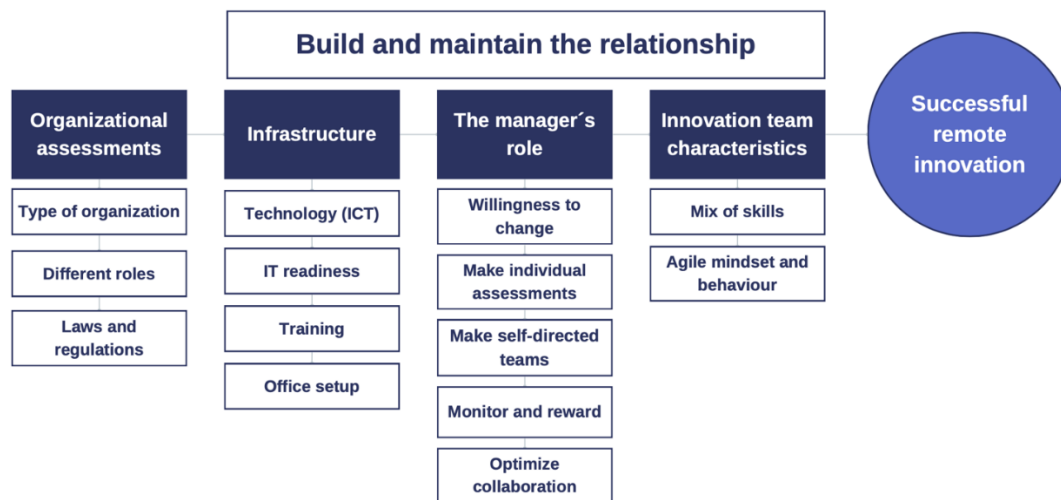 Build and maintain the relationship
Organizational
assessments
Type of organization
Different roles
Laws and
regulations
Infrastructure
Technology (ICT)
IT readiness
Training
Office setup
The manager´s
role
Willingness to
change
Make individual
assessments
Make self-directed
teams
Monitor and reward
Optimize
collaboration
Innovation team
characteristics
Mix of skills
Agile mindset and
behaviour
Successful
remote
innovation